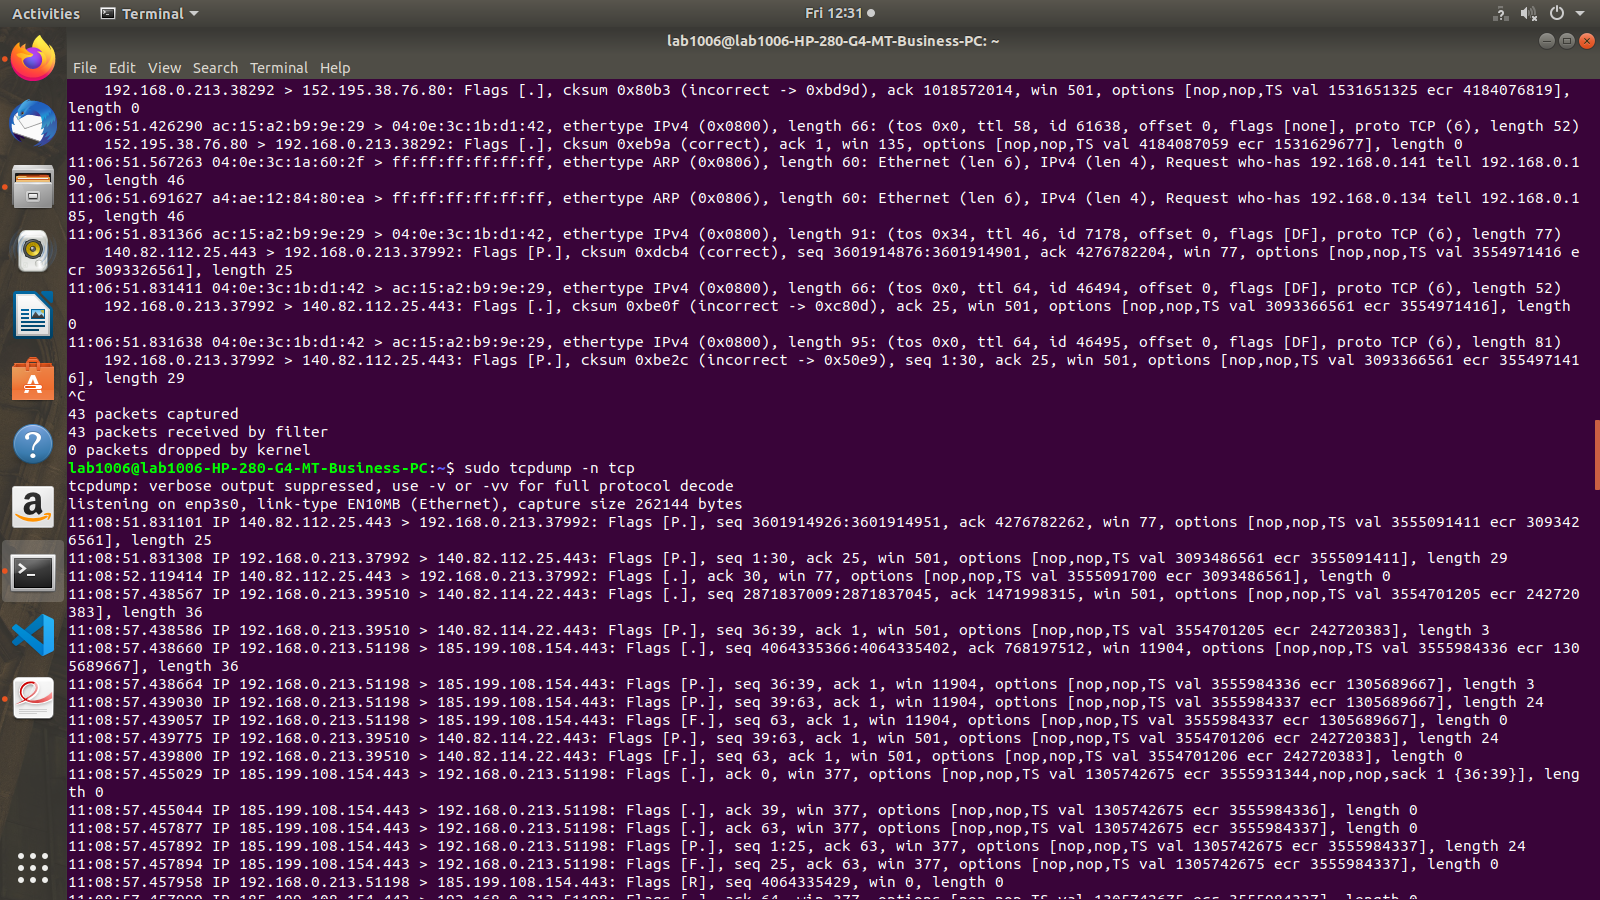 Activities Terminal Fri 12:31
lab1006@lab1006-HP-280-G4-MT-Business-PC: ~
File Edit View Search Terminal Help
192.168.0.213.38292 > 152.195.38.76.80: Flags [.], cksum 0x80b3 (incorrect -> 0xbd9d), ack 1018572014, win 501, options [nop,nop,TS val 1531651325 ecr 4184076819],
length 0
11:06:51.426290 ac:15:a2:b9:9e:29 > 04:0e:3c:1b:d1:42, ethertype IPv4 (0x0800), length 66: (tos 0x0, ttl 58, id 61638, offset 0, flags [none], proto TCP (6), length 52)
152.195.38.76.80 > 192.168.0.213.38292: Flags [.], cksum 0xeb9a (correct), ack 1, win 135, options [nop,nop,TS val 4184087059 ecr 1531629677], length 0
11:06:51.567263 04:0e:3c:1a:60:2f > ff:ff:ff:ff:ff:ff, ethertype ARP (0x0806), length 60: Ethernet (len 6), IPv4 (len 4), Request who-has 192.168.0.141 tell 192.168.0.1
90, length 46
11:06:51.691627 a4:ae:12:84:80:ea > ff:ff:ff:ff:ff:ff, ethertype ARP (0x0806), length 60: Ethernet (len 6), IPv4 (len 4), Request who-has 192.168.0.134 tell 192.168.0.1
85, length 46
11:06:51.831366 ac:15:a2:b9:9e:29 > 04:0e:3c:1b:d1:42, ethertype IPv4 (0x0800), length 91: (tos 0x34, ttl 46, id 7178, offset 0, flags [DF], proto TCP (6), length 77)
140.82.112.25.443 > 192.168.0.213.37992: Flags [P.], cksum 0xdcb4 (correct), seq 3601914876:3601914901, ack 4276782204, win 77, options [nop,nop,TS val 3554971416 e
cr 3093326561], length 25
11:06:51.831411 04:0e:3c:1b:d1:42 > ac:15:a2:b9:9e:29, ethertype IPv4 (0x0800), length 66: (tos 0x0, ttl 64, id 46494, offset 0, flags [DF], proto TCP (6), length 52)
192.168.0.213.37992 > 140.82.112.25.443: Flags [.], cksum 0xbe0f (incorrect -> 0xc80d), ack 25, win 501, options [nop,nop,TS val 3093366561 ecr 3554971416], length
0
11:06:51.831638 04:0e:3c:1b:d1:42 > ac:15:a2:b9:9e:29, ethertype IPv4 (0x0800), length 95: (tos 0x0, ttl 64, id 46495, offset 0, flags [DF], proto TCP (6), length 81)
192.168.0.213.37992 > 140.82.112.25.443: Flags [P.], cksum 0xbe2c (incorrect -> 0x50e9), seq 1:30, ack 25, win 501, options [nop,nop,TS val 3093366561 ecr 355497141
6], length 29
^C
43 packets captured
43 packets received by filter
0 packets dropped by kernel
lab1006@lab1006-HP-280-G4-MT-Business-PC:~$ sudo tcpdump -n tcp
tcpdump: verbose output suppressed, use -v or -vv for full protocol decode
listening on enp3s0, link-type EN10MB (Ethernet), capture size 262144 bytes
11:08:51.831101 IP 140.82.112.25.443 > 192.168.0.213.37992: Flags [P.], seq 3601914926:3601914951, ack 4276782262, win 77, options [nop,nop,TS val 3555091411 ecr 309342
6561], length 25
11:08:51.831308 IP 192.168.0.213.37992 > 140.82.112.25.443: Flags [P.], seq 1:30, ack 25, win 501, options [nop,nop,TS val 3093486561 ecr 3555091411], length 29
11:08:52.119414 IP 140.82.112.25.443 > 192.168.0.213.37992: Flags [.], ack 30, win 77, options [nop,nop,TS val 3555091700 ecr 3093486561], length 0
11:08:57.438567 IP 192.168.0.213.39510 > 140.82.114.22.443: Flags [.], seq 2871837009:2871837045, ack 1471998315, win 501, options [nop,nop,TS val 3554701205 ecr 242720
383], length 36
11:08:57.438586 IP 192.168.0.213.39510 > 140.82.114.22.443: Flags [P.], seq 36:39, ack 1, win 501, options [nop,nop,TS val 3554701205 ecr 242720383], length 3
11:08:57.438660 IP 192.168.0.213.51198 > 185.199.108.154.443: Flags [.], seq 4064335366:4064335402, ack 768197512, win 11904, options [nop,nop,TS val 3555984336 ecr 130
5689667], length 36
11:08:57.438664 IP 192.168.0.213.51198 > 185.199.108.154.443: Flags [P.], seq 36:39, ack 1, win 11904, options [nop,nop,TS val 3555984336 ecr 1305689667], length 3
11:08:57.439030 IP 192.168.0.213.51198 > 185.199.108.154.443: Flags [P.], seq 39:63, ack 1, win 11904, options [nop,nop,TS val 3555984337 ecr 1305689667], length 24
11:08:57.439057 IP 192.168.0.213.51198 > 185.199.108.154.443: Flags [F.], seq 63, ack 1, win 11904, options [nop,nop,TS val 3555984337 ecr 1305689667], length 0
11:08:57.439775 IP 192.168.0.213.39510 > 140.82.114.22.443: Flags [P.], seq 39:63, ack 1, win 501, options [nop,nop,TS val 3554701206 ecr 242720383], length 24
11:08:57.439800 IP 192.168.0.213.39510 > 140.82.114.22.443: Flags [F.], seq 63, ack 1, win 501, options [nop,nop,TS val 3554701206 ecr 242720383], length 0
11:08:57.455029 IP 185.199.108.154.443 > 192.168.0.213.51198: Flags [.], ack 0, win 377, options [nop,nop,TS val 1305742675 ecr 3555931344,nop,nop,sack 1 {36:39}], leng
th 0
11:08:57.455044 IP 185.199.108.154.443 > 192.168.0.213.51198: Flags [.], ack 39, win 377, options [nop,nop,TS val 1305742675 ecr 3555984336], length 0
11:08:57.457877 IP 185.199.108.154.443 > 192.168.0.213.51198: Flags [.], ack 63, win 377, options [nop,nop,TS val 1305742675 ecr 3555984337], length 0
11:08:57.457892 IP 185.199.108.154.443 > 192.168.0.213.51198: Flags [P.], seq 1:25, ack 63, win 377, options [nop,nop,TS val 1305742675 ecr 3555984337], length 24
11:08:57.457894 IP 185.199.108.154.443 > 192.168.0.213.51198: Flags [F.], seq 25, ack 63, win 377, options [nop,nop,TS val 1305742675 ecr 3555984337], length 0
11:08:57.457958 IP 192.168.0.213.51198 > 185.199.108.154.443: Flags [R], seq 4064335429, win 0, length 0